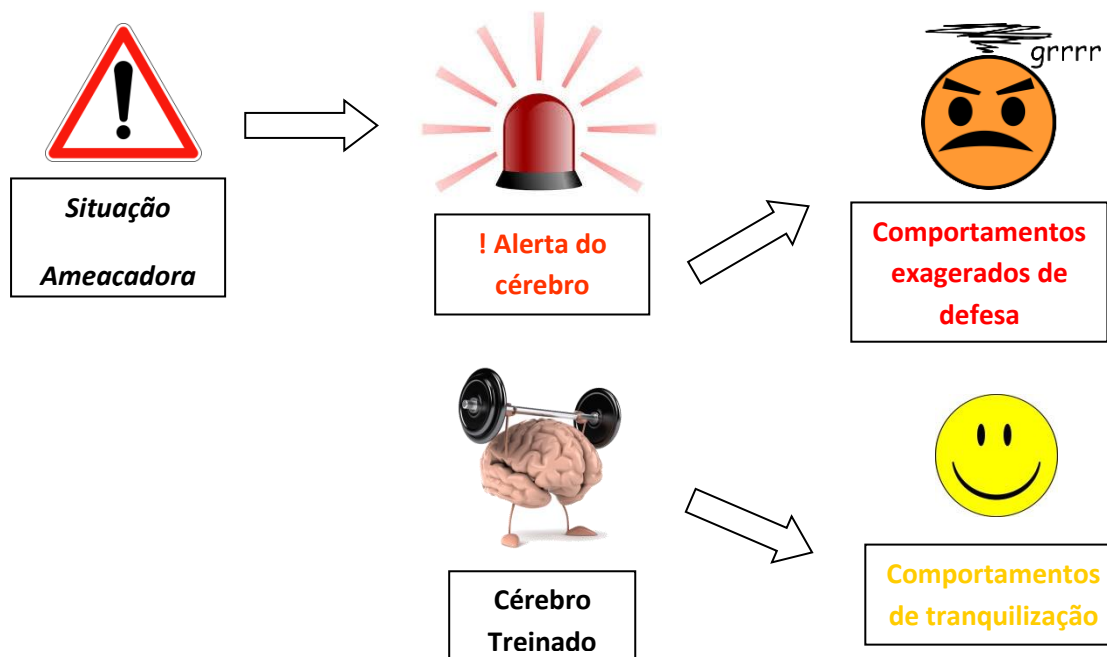 grrrr
Situação
Ameacadora
! Alerta do
cérebro
Comportamentos
exagerados de
defesa
Cérebro
Treinado
Comportamentos
de tranquilização